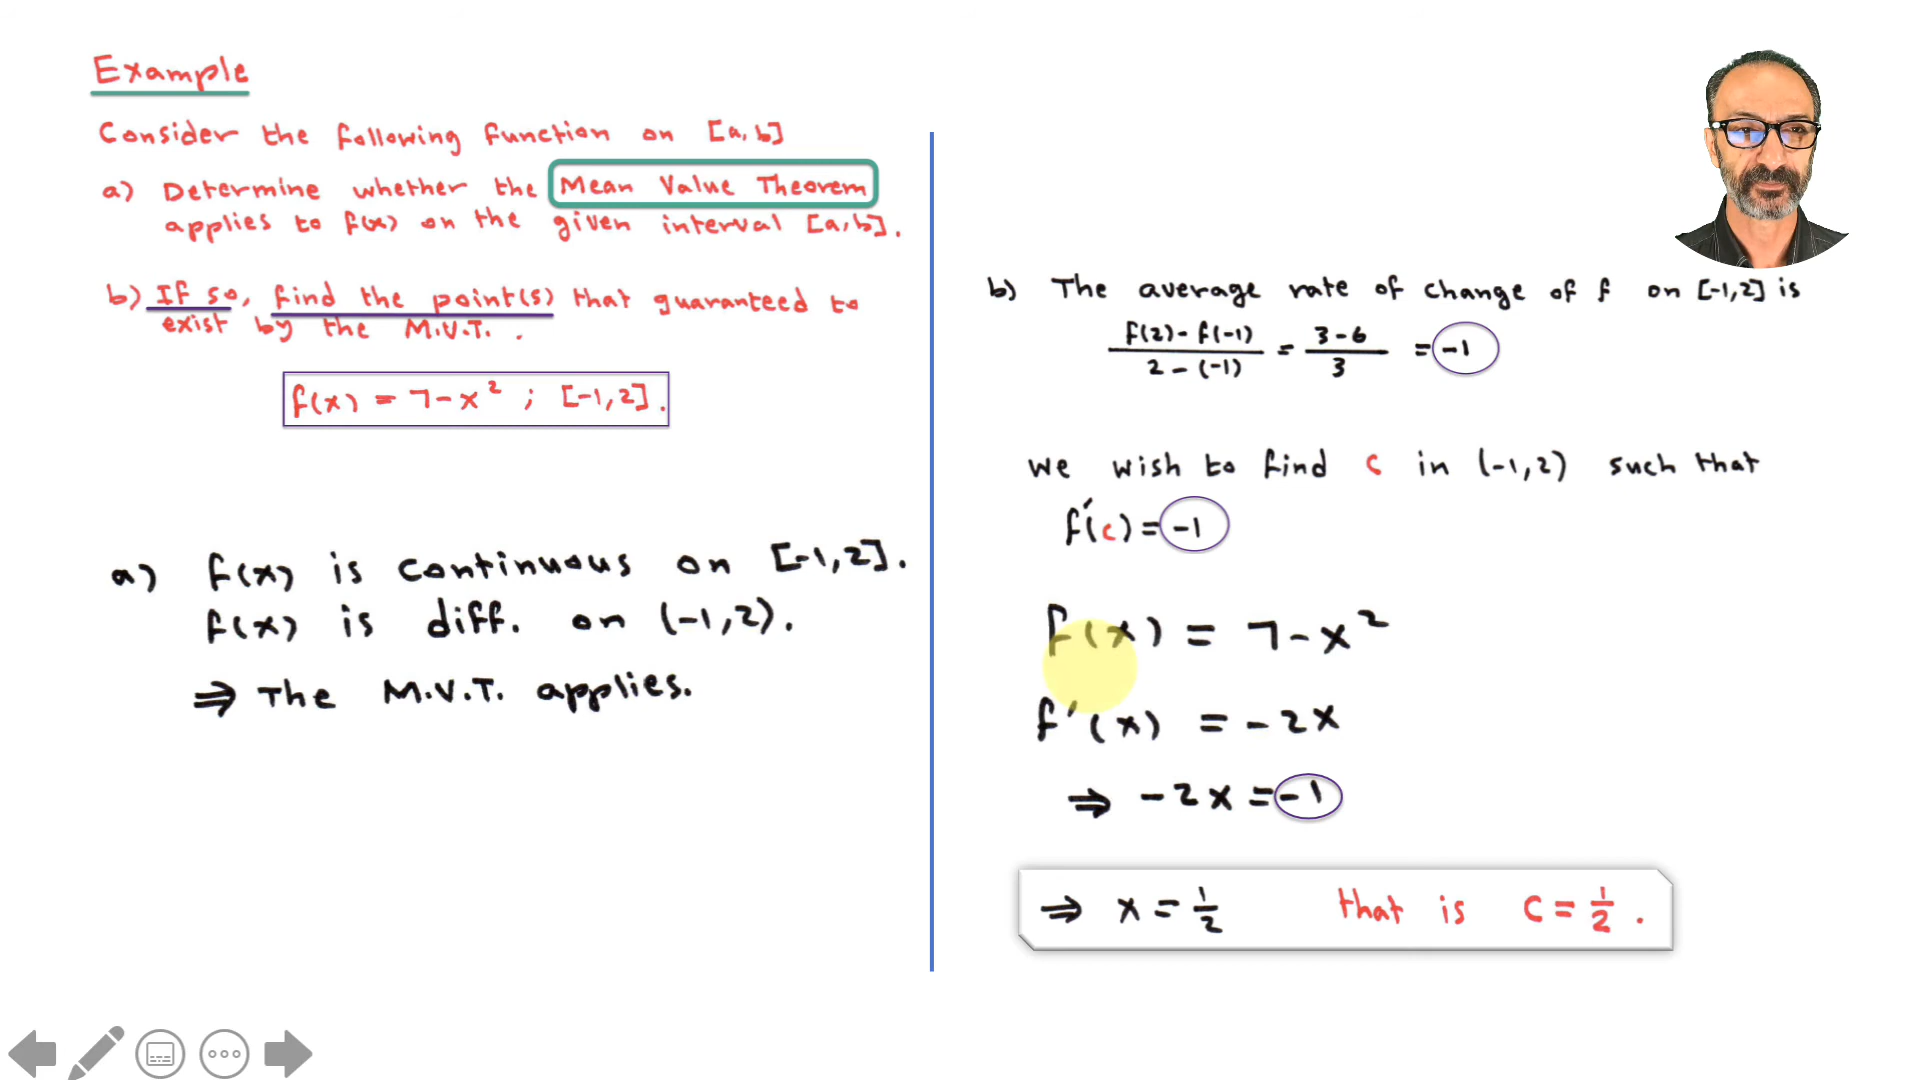 Example
Consider the following function on [a,b]
a) Determine whether the Mean Value Theorem
applies to f(x) on the given interval [a,b].
b) If so, find the point(s) that guaranteed to
exist by the M.V.T.
f(x) = 7-x² ; [-1,2].
a) f(x) is continuous on [-1,2].
f(x) is diff. on (-1,2).
⇒ The M.V.T. applies.
b) The average rate of change of f on [-1,2] is
f(2)-f(-1) / 2-(-1) = 3-6 / 3 = -1
We wish to find c in (-1,2) such that
f'(c) = -1
f(x) = 7-x²
f'(x) = -2x
⇒ -2x = -1
⇒ x = 1/2 that is c = 1/2 .